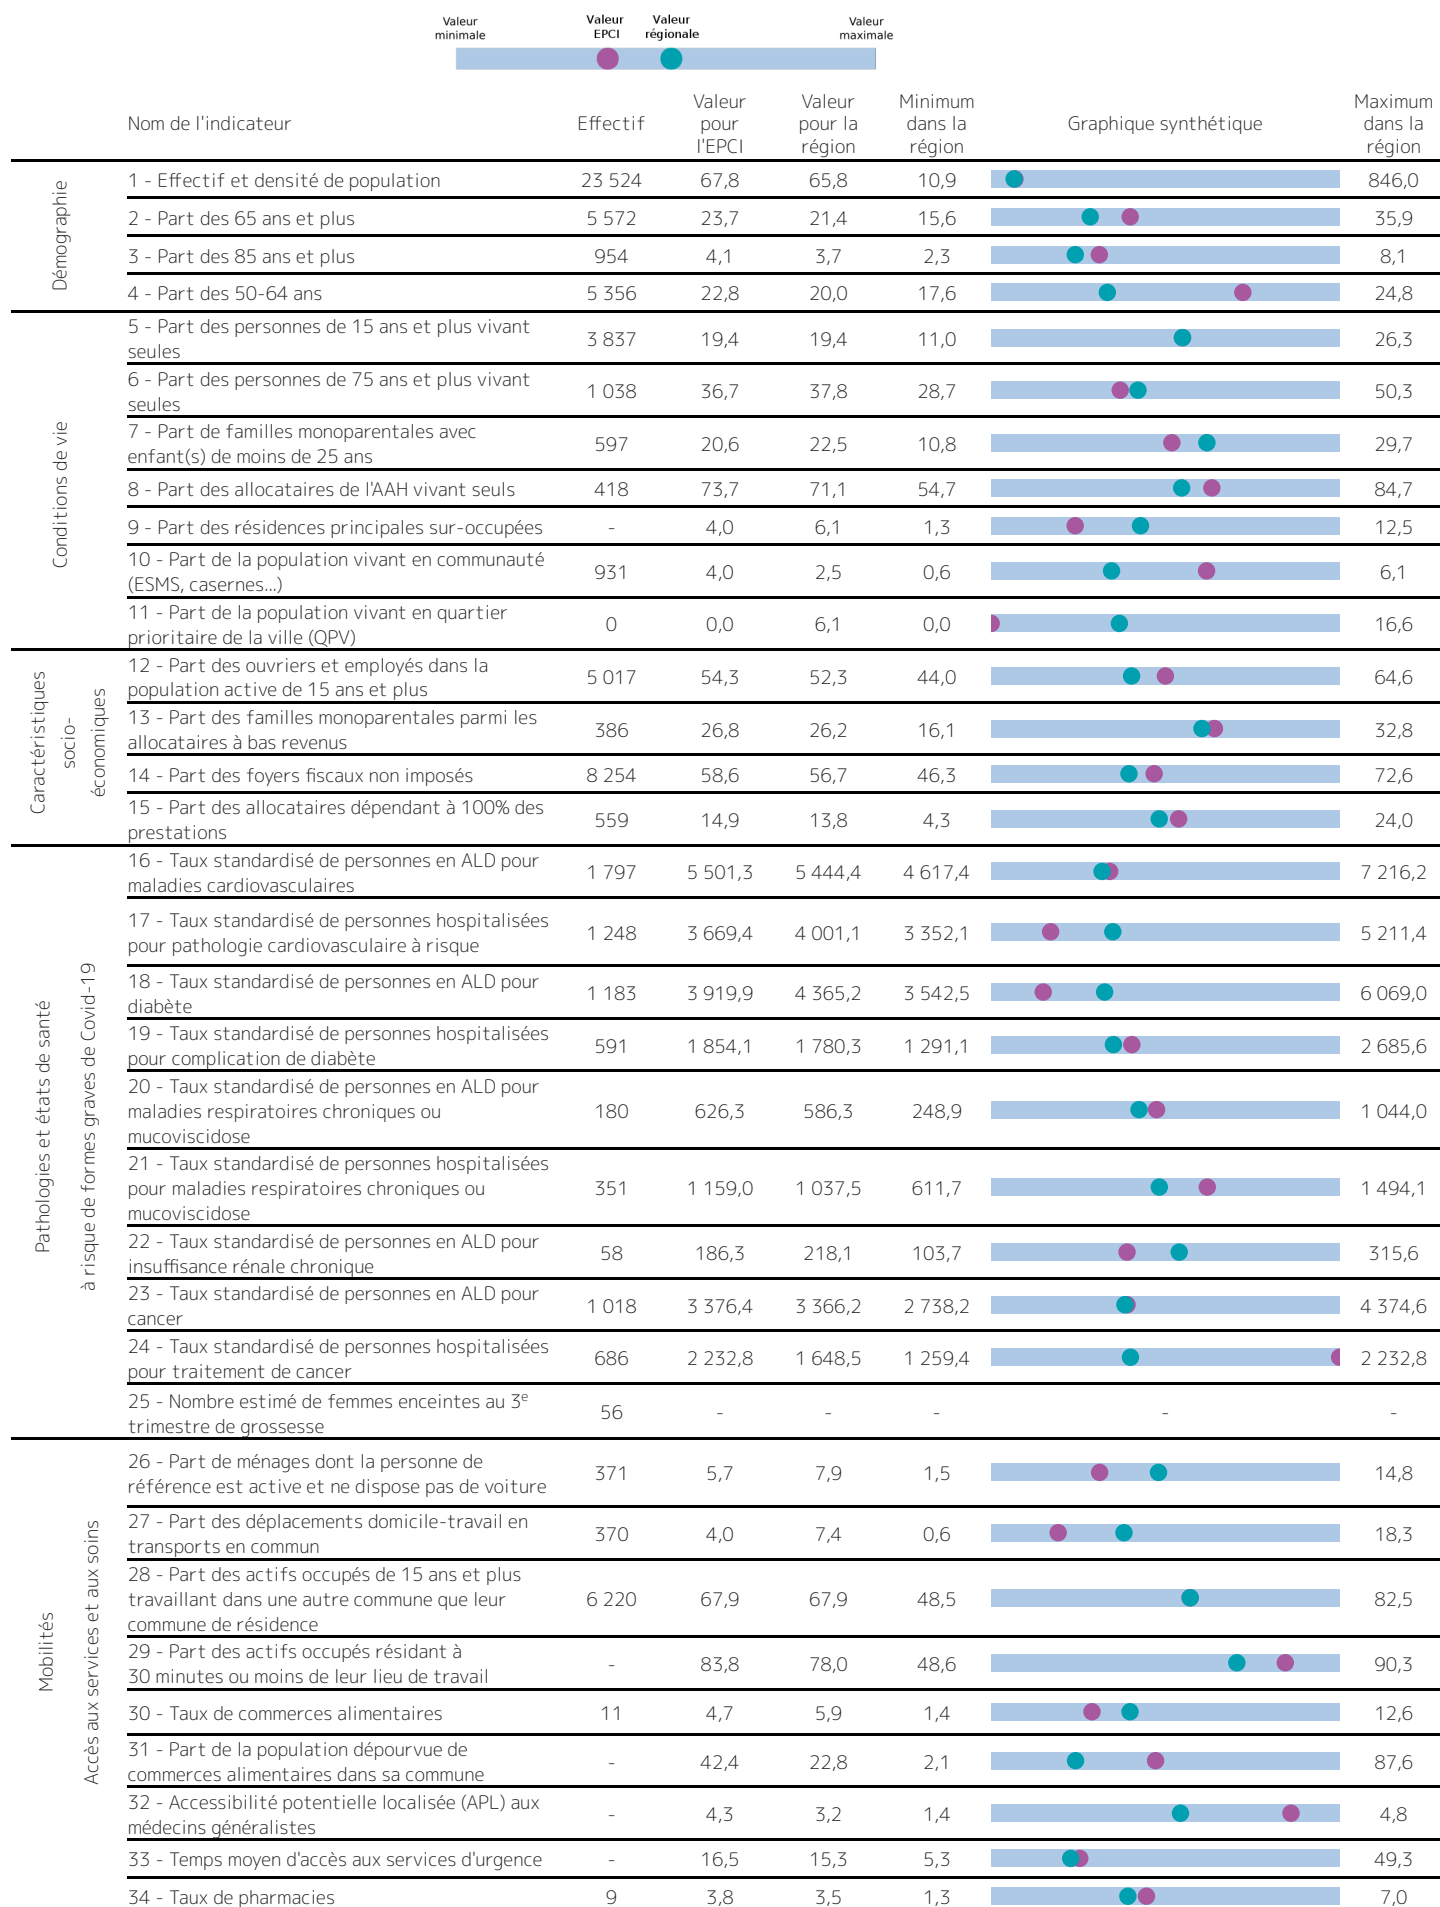 Valeur minimale
Valeur EPCI
Valeur régionale
Valeur maximale
Nom de l'indicateur
Effectif
Valeur pour l'EPCI
Valeur pour la région
Minimum dans la région
Graphique synthétique
Maximum dans la région
Démographie
1 - Effectif et densité de population 23 524 67,8 65,8 10,9 846,0
2 - Part des 65 ans et plus 5 572 23,7 21,4 15,6 35,9
3 - Part des 85 ans et plus 954 4,1 3,7 2,3 8,1
4 - Part des 50-64 ans 5 356 22,8 20,0 17,6 24,8
Conditions de vie
5 - Part des personnes de 15 ans et plus vivant
seules 3 837 19,4 19,4 11,0 26,3
6 - Part des personnes de 75 ans et plus vivant
seules 1 038 36,7 37,8 28,7 50,3
7 - Part de familles monoparentales avec
enfant(s) de moins de 25 ans 597 20,6 22,5 10,8 29,7
8 - Part des allocataires de l'AAH vivant seuls 418 73,7 71,1 54,7 84,7
9 - Part des résidences principales sur-occupées - 4,0 6,1 1,3 12,5
10 - Part de la population vivant en communauté
(ESMS, casernes...) 931 4,0 2,5 0,6 6,1
11 - Part de la population vivant en quartier
prioritaire de la ville (QPV) 0 0,0 6,1 0,0 16,6
Caractéristiques
socio-
économiques
12 - Part des ouvriers et employés dans la
population active de 15 ans et plus 5 017 54,3 52,3 44,0 64,6
13 - Part des familles monoparentales parmi les
allocataires à bas revenus 386 26,8 26,2 16,1 32,8
14 - Part des foyers fiscaux non imposés 8 254 58,6 56,7 46,3 72,6
15 - Part des allocataires dépendant à 100% des
prestations 559 14,9 13,8 4,3 24,0
Pathologies et états de santé
à risque de formes graves de Covid-19
16 - Taux standardisé de personnes en ALD pour
maladies cardiovasculaires 1 797 5 501,3 5 444,4 4 617,4 7 216,2
17 - Taux standardisé de personnes hospitalisées
pour pathologie cardiovasculaire à risque 1 248 3 669,4 4 001,1 3 352,1 5 211,4
18 - Taux standardisé de personnes en ALD pour
diabète 1 183 3 919,9 4 365,2 3 542,5 6 069,0
19 - Taux standardisé de personnes hospitalisées
pour complication de diabète 591 1 854,1 1 780,3 1 291,1 2 685,6
20 - Taux standardisé de personnes en ALD pour
maladies respiratoires chroniques ou 180 626,3 586,3 248,9 1 044,0
mucoviscidose
21 - Taux standardisé de personnes hospitalisées
pour maladies respiratoires chroniques ou 351 1 159,0 1 037,5 611,7 1 494,1
mucoviscidose
22 - Taux standardisé de personnes en ALD pour
insuffisance rénale chronique 58 186,3 218,1 103,7 315,6
23 - Taux standardisé de personnes en ALD pour
cancer 1 018 3 376,4 3 366,2 2 738,2 4 374,6
24 - Taux standardisé de personnes hospitalisées
pour traitement de cancer 686 2 232,8 1 648,5 1 259,4 2 232,8
25 - Nombre estimé de femmes enceintes au 3e
trimestre de grossesse 56 - - - - -
Mobilités
Accès aux services et aux soins
26 - Part de ménages dont la personne de
référence est active et ne dispose pas de voiture 371 5,7 7,9 1,5 14,8
27 - Part des déplacements domicile-travail en
transports en commun 370 4,0 7,4 0,6 18,3
28 - Part des actifs occupés de 15 ans et plus
travaillant dans une autre commune que leur 6 220 67,9 67,9 48,5 82,5
commune de résidence
29 - Part des actifs occupés résidant à
30 minutes ou moins de leur lieu de travail - 83,8 78,0 48,6 90,3
30 - Taux de commerces alimentaires 11 4,7 5,9 1,4 12,6
31 - Part de la population dépourvue de
commerces alimentaires dans sa commune - 42,4 22,8 2,1 87,6
32 - Accessibilité potentielle localisée (APL) aux
médecins généralistes - 4,3 3,2 1,4 4,8
33 - Temps moyen d'accès aux services d'urgence - 16,5 15,3 5,3 49,3
34 - Taux de pharmacies 9 3,8 3,5 1,3 7,0